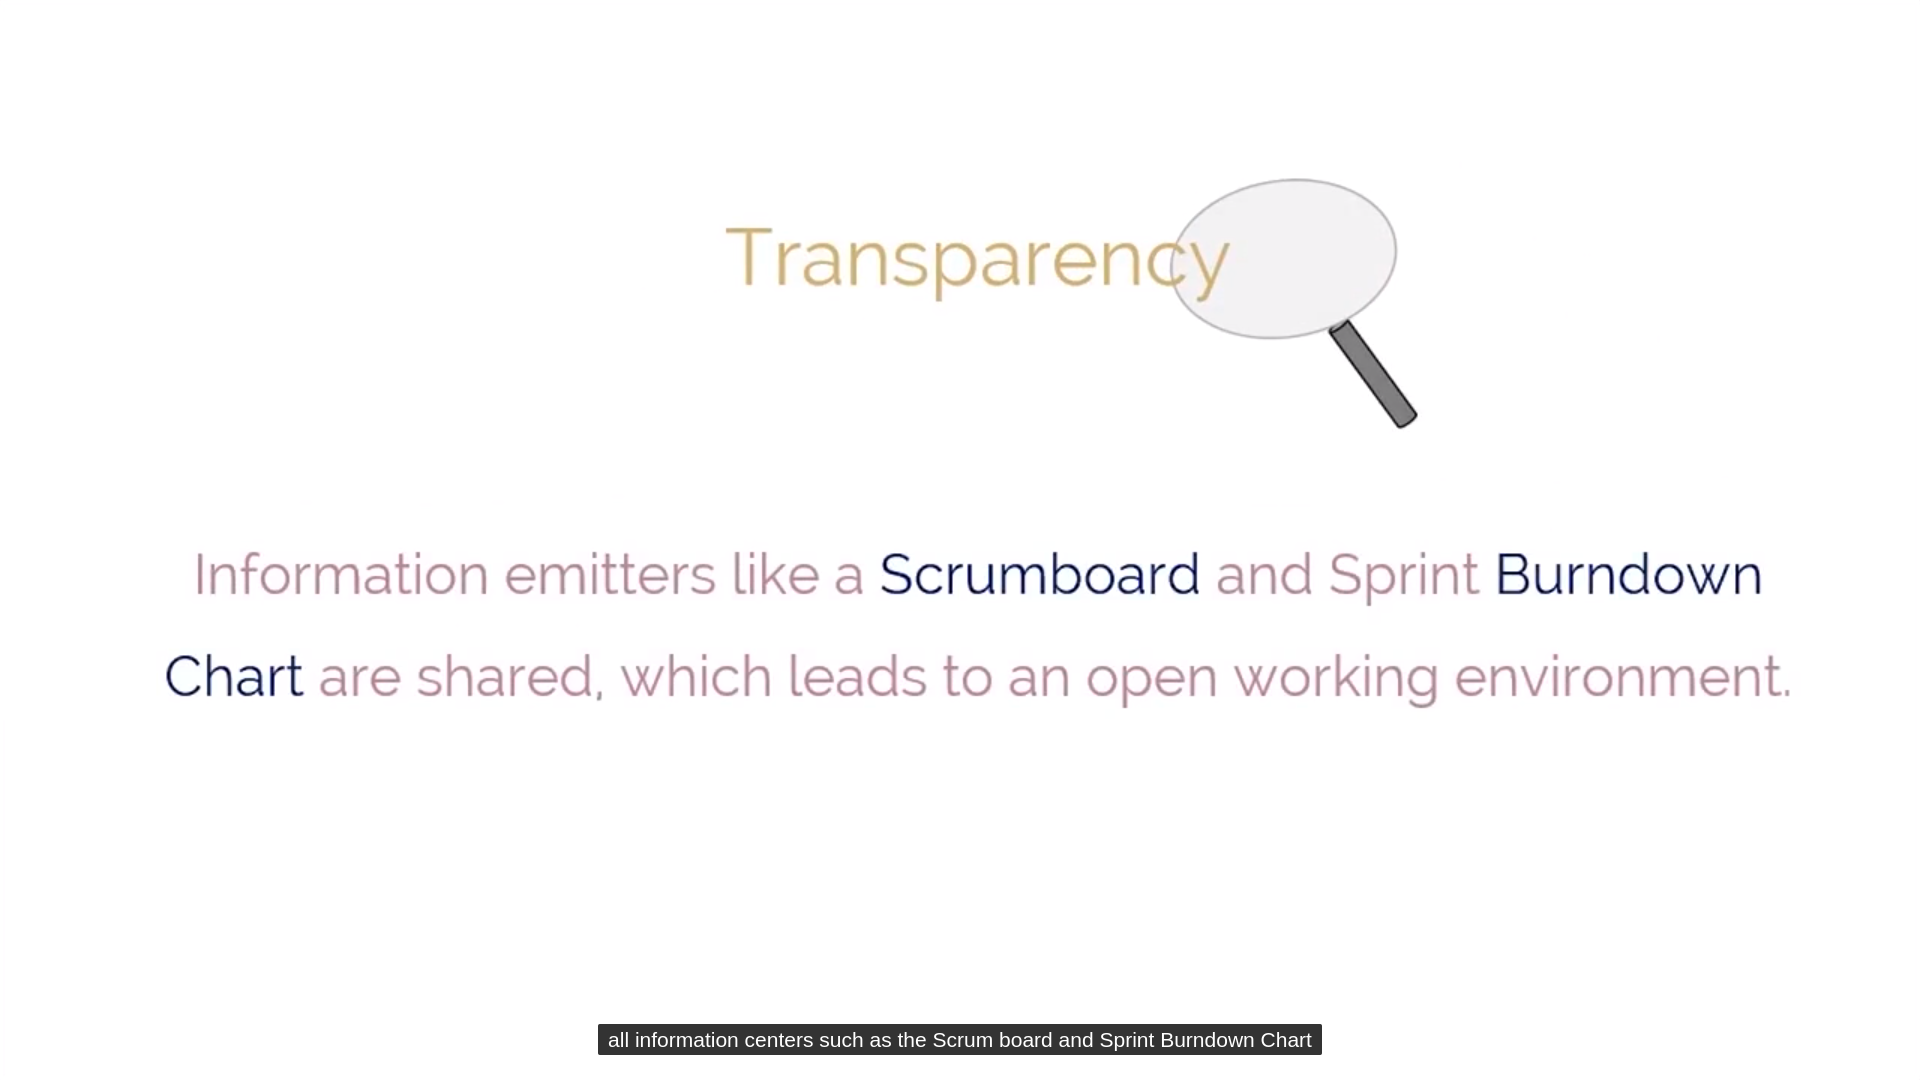 Transparency
Information emitters like a Scrumboard and Sprint Burndown
Chart are shared, which leads to an open working environment.
all information centers such as the Scrum board and Sprint Burndown Chart